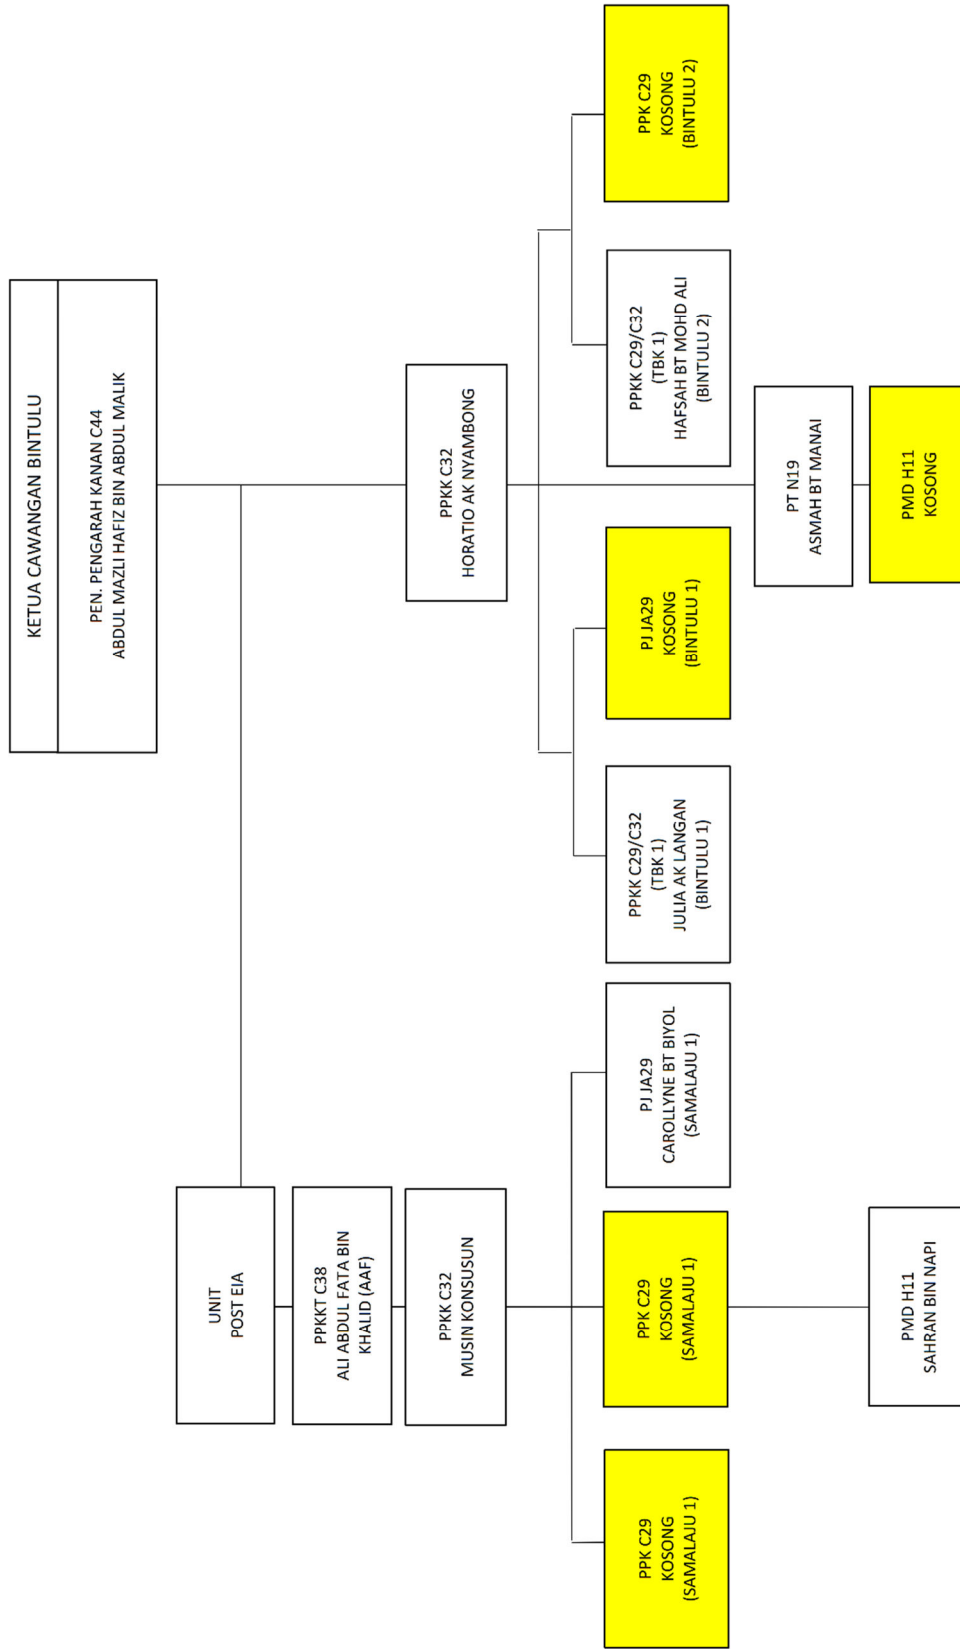 KETUA CAWANGAN BINTULU
PEN. PENGARAH KANAN C44
ABDUL MAZLI HAFIZ BIN ABDUL MALIK
UNIT
POST EIA
PPKKT C38
ALI ABDUL FATA BIN
KHALID (AAF)
PPKK C32
MUSIN KONSUSUN
PPKK C32
HORATIO AK NYAMBONG
PPK C29
KOSONG
(SAMALAJU 1)
PPK C29
KOSONG
(SAMALAJU 1)
PJ JA29
CAROLLYNE BT BIYOL
(SAMALAJU 1)
PPKK C29/C32
(TBK 1)
JULIA AK LANGAN
(BINTULU 1)
PJ JA29
KOSONG
(BINTULU 1)
PPKK C29/C32
(TBK 1)
HAFSAH BT MOHD ALI
(BINTULU 2)
PPK C29
KOSONG
(BINTULU 2)
PT N19
ASMAH BT MANAI
PMD H11
SAHRAN BIN NAPI
PMD H11
KOSONG